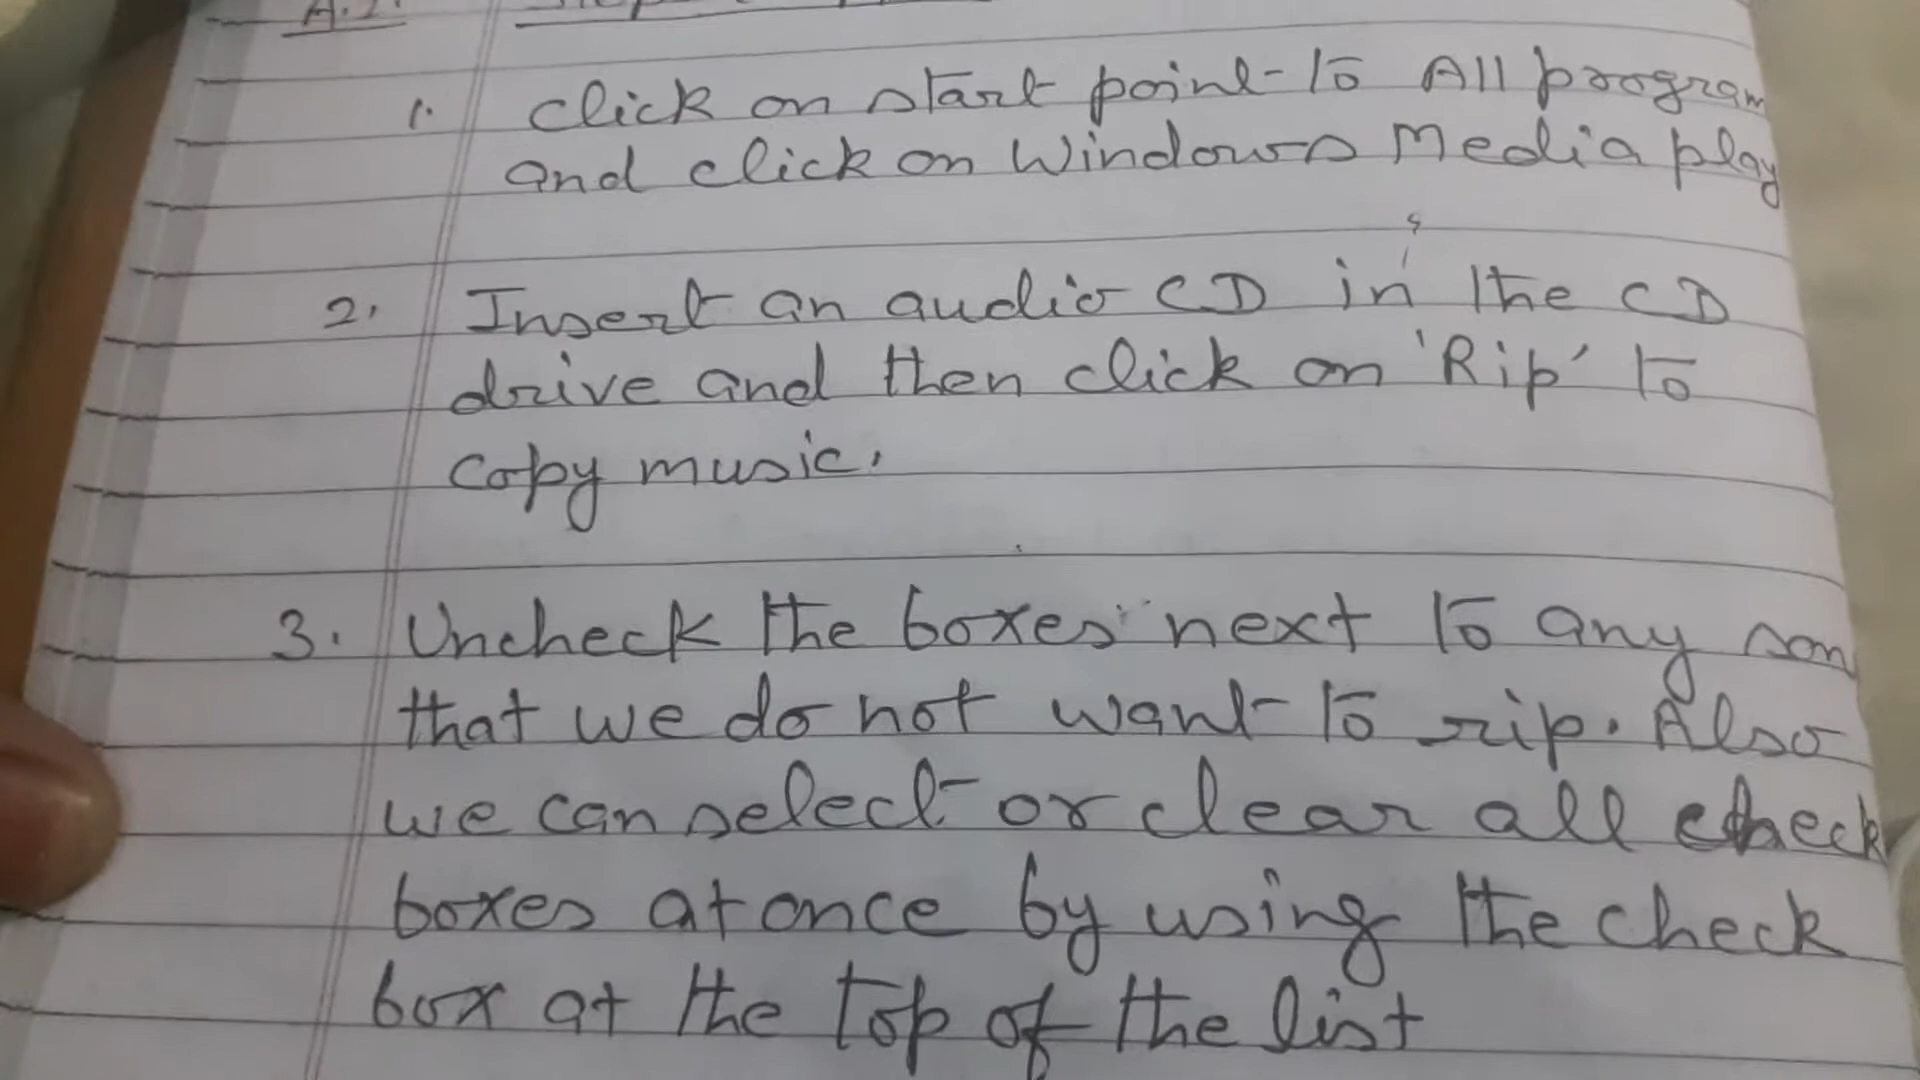 1. Click on start point to All program
and click on Windows Media play
2. Insert an audio CD in the CD
drive and then click on 'Rip' to
copy music.
3. Uncheck the boxes next to any son
that we do not want to rip. Also
we can select or clear all check
boxes at once by using the check
box at the top of the list